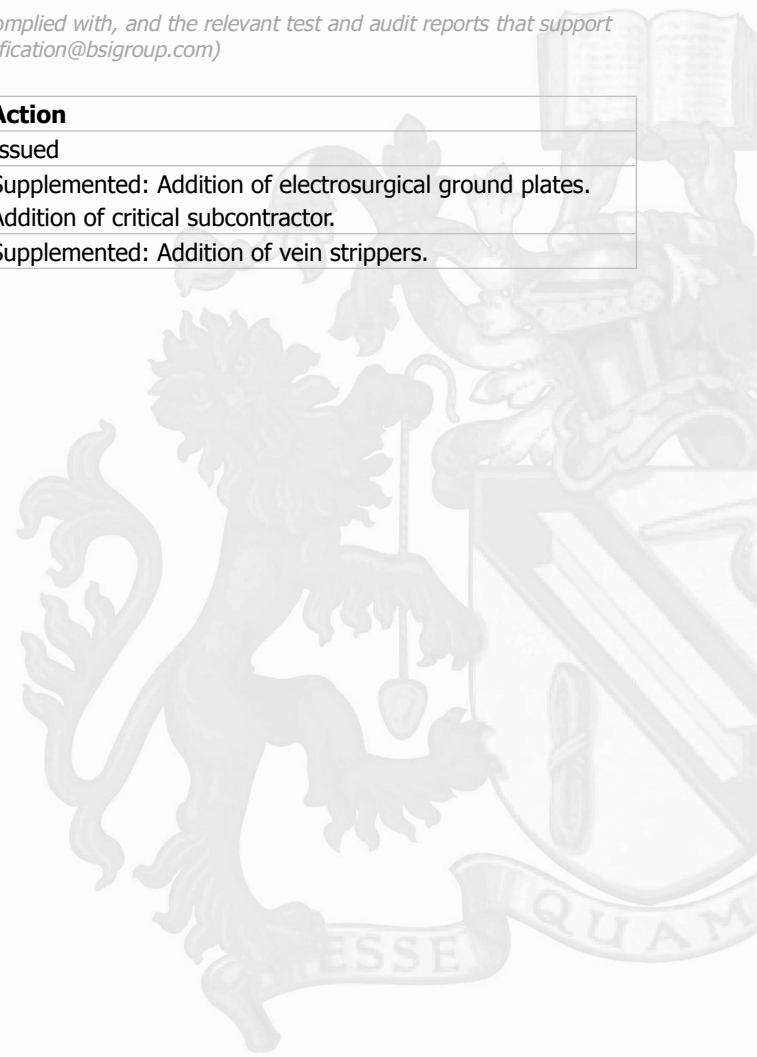 omplied with, and the relevant test and audit reports that support
fication@bsigroup.com)
Action
Issued
Supplemented: Addition of electrosurgical ground plates.
Addition of critical subcontractor.
Supplemented: Addition of vein strippers.
ESSE
QUAM